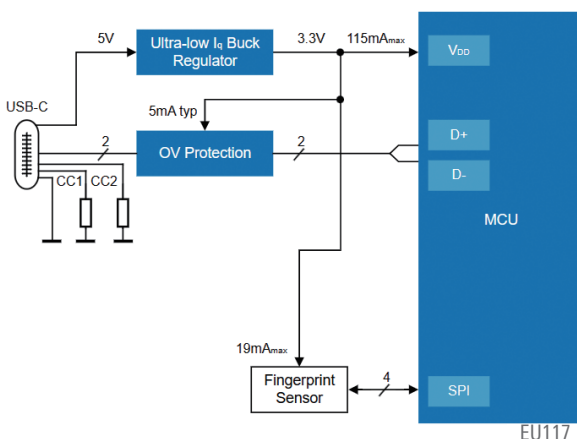 5V
Ultra-low Iq Buck
Regulator
3.3V
115mAmax
VDD
USB-C
5mA typ
2
OV Protection
2
D+
D-
CC1
CC2
MCU
19mAmax
Fingerprint
Sensor
4
SPI
EU117